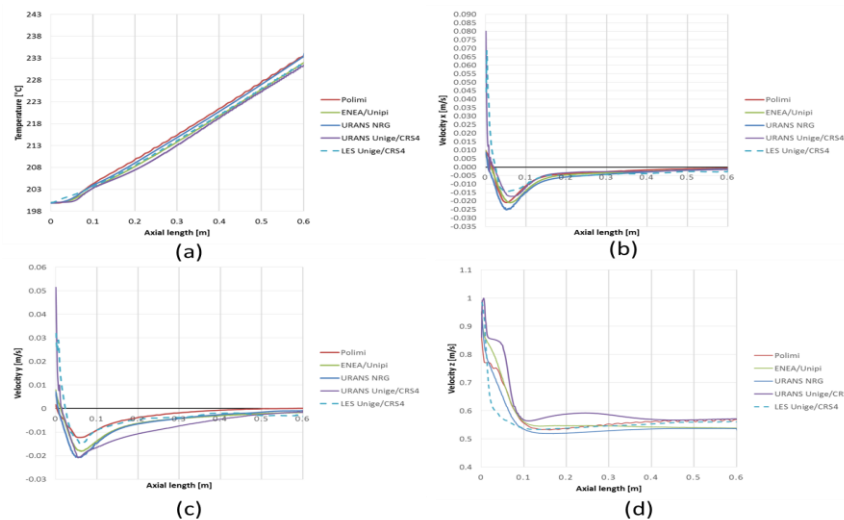 243
238
233
228
223
218
213
208
203
198
Temperature [°C]
0
0.1
0.2
0.3
0.4
0.5
0.6
Axial length [m]
Polimi
ENEA/Unipi
URANS NRG
URANS Unige/CRS4
LES Unige/CRS4
(a)
0.090
0.085
0.080
0.075
0.070
0.065
0.060
0.055
0.050
0.045
0.040
0.035
0.030
0.025
0.020
0.015
0.010
0.005
0.000
-0.005
-0.010
-0.015
-0.020
-0.025
-0.030
-0.035
Velocity x [m/s]
0
0.1
0.2
0.3
0.4
0.5
0.6
Axial length [m]
Polimi
ENEA/Unipi
URANS NRG
URANS Unige/CRS4
LES Unige/CRS4
(b)
0.06
0.05
0.04
0.03
0.02
0.01
0
-0.01
-0.02
-0.03
Velocity y [m/s]
0
0.1
0.2
0.3
0.4
0.5
0.6
Axial length [m]
Polimi
ENEA/Unipi
URANS NRG
URANS Unige/CRS4
LES Unige/CRS4
(c)
1.1
1
0.9
0.8
0.7
0.6
0.5
0.4
Velocity z [m/s]
0
0.1
0.2
0.3
0.4
0.5
0.6
Axial length [m]
Polimi
ENEA/Unipi
URANS NRG
URANS Unige/CR
LES Unige/CRS4
(d)